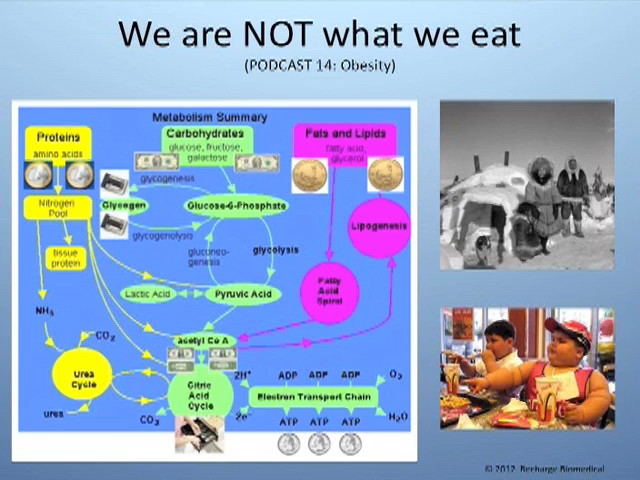 We are NOT what we eat
(PODCAST 14: Obesity)
Metabolism Summary
Proteins
amino acids
Carbohydrates
glucose, fructose,
galactose
Fats and Lipids
fatty acid,
glycerol
glycogenesis
Nitrogen
Pool
Glycogen
Glucose-6-Phosphate
Lipogenesis
glycogenolysis
gluconeo-
genesis
glycolysis
tissue
protein
Lactic Acid
Pyruvic Acid
Fatty
Acid
Spiral
NH3
CO2
acetyl Co A
Urea
Cycle
Citric
Acid
Cycle
2H+
ADP
ADP
ADP
O2
Electron Transport Chain
urea
CO2
2e-
ATP
ATP
ATP
H2O
© 2012 Recharge Biomedical